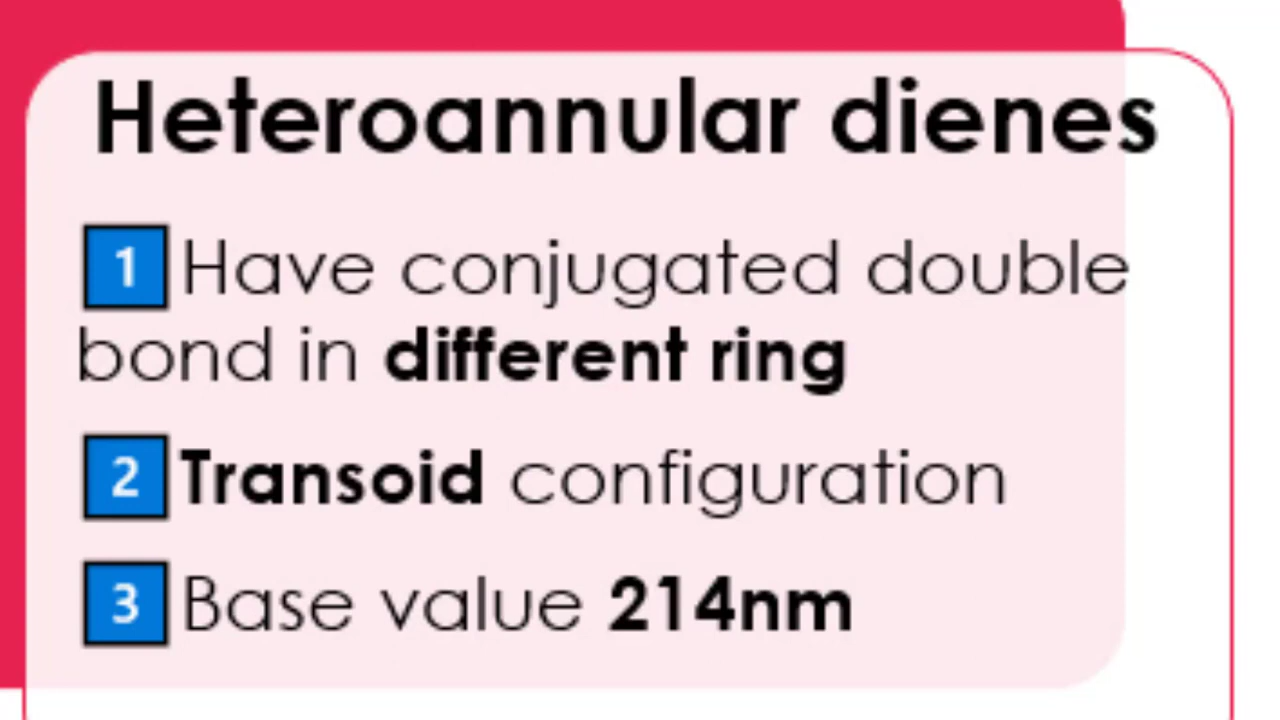 Heteroannular dienes
1 Have conjugated double
bond in different ring
2 Transoid configuration
3 Base value 214nm